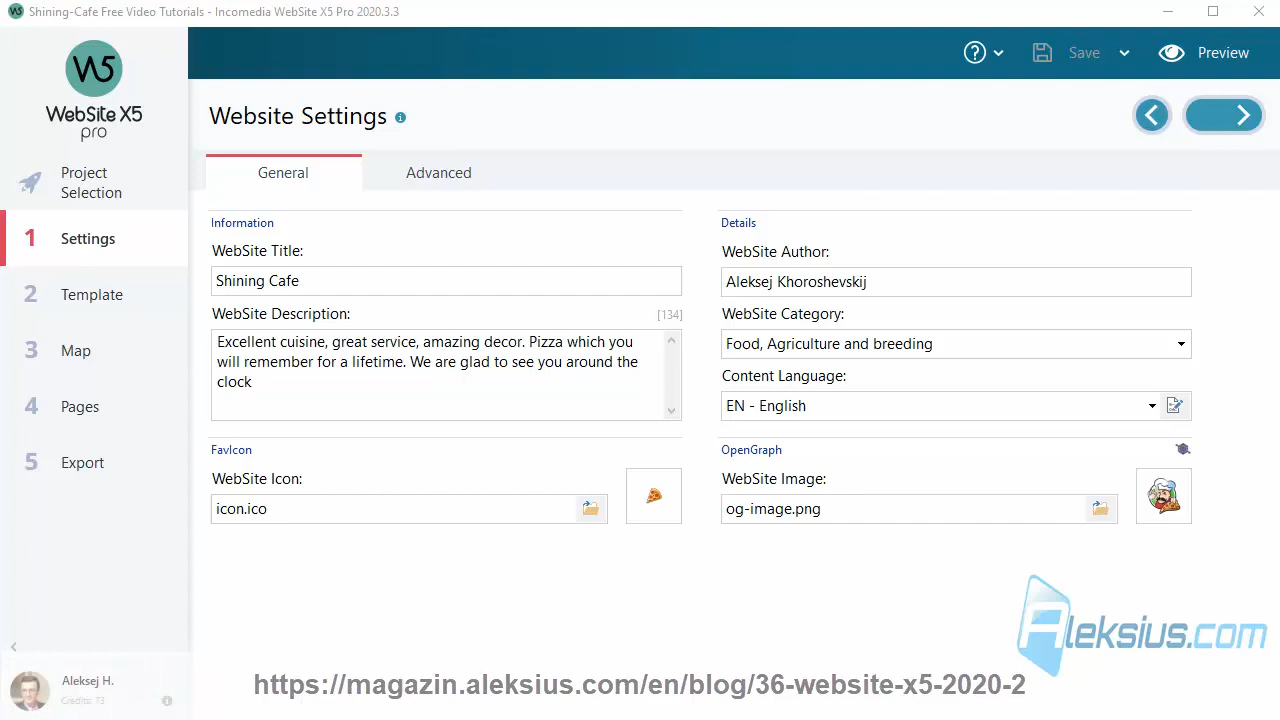 Shining-Cafe Free Video Tutorials - Incomedia WebSite X5 Pro 2020.3.3
W5
WebSite X5
pro
? Save Preview
Website Settings
Project
Selection
1 Settings
2 Template
3 Map
4 Pages
5 Export
General Advanced
Information
WebSite Title:
Shining Cafe
WebSite Description: [134]
Excellent cuisine, great service, amazing decor. Pizza which you
will remember for a lifetime. We are glad to see you around the
clock
Details
WebSite Author:
Aleksej Khoroshevskij
WebSite Category:
Food, Agriculture and breeding
Content Language:
EN - English
FavIcon
WebSite Icon:
icon.ico
OpenGraph
WebSite Image:
og-image.png
Aleksej H.
Credits: 73
Aleksius.com
https://magazin.aleksius.com/en/blog/36-website-x5-2020-2